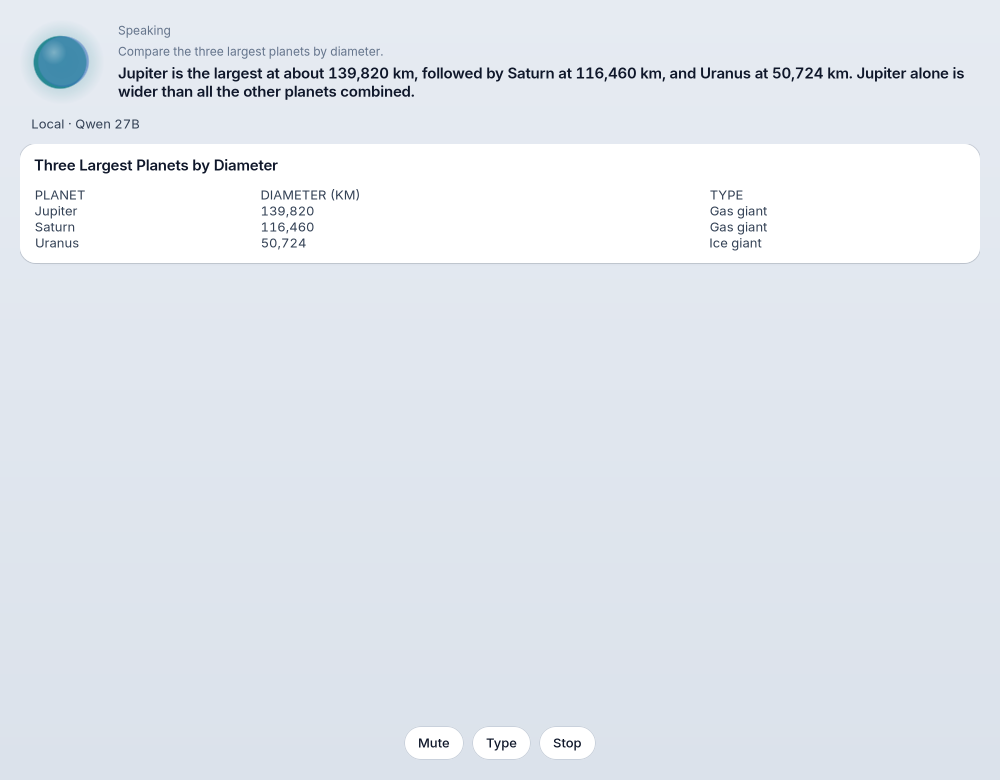 Speaking
Compare the three largest planets by diameter.
Jupiter is the largest at about 139,820 km, followed by Saturn at 116,460 km, and Uranus at 50,724 km. Jupiter alone is
wider than all the other planets combined.
Local · Qwen 27B
Three Largest Planets by Diameter
PLANET DIAMETER (KM) TYPE
Jupiter 139,820 Gas giant
Saturn 116,460 Gas giant
Uranus 50,724 Ice giant
Mute Type Stop